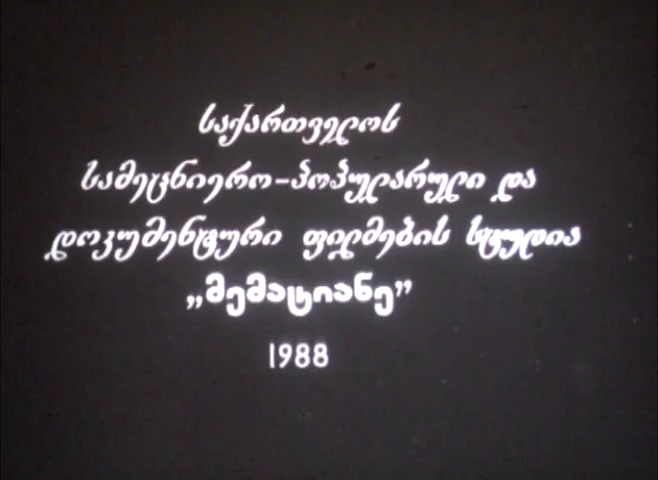 საქართველოს
სამეცნიერო-პოპულარული და
დოკუმენტური ფილმების სტუდია
„მემატიანე”
1988